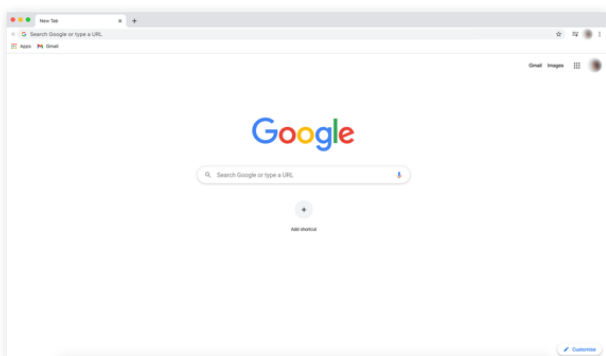 New Tab
Search Google or type a URL
Apps Gmail
Gmail Images
Google
Search Google or type a URL
Add shortcut
Customise